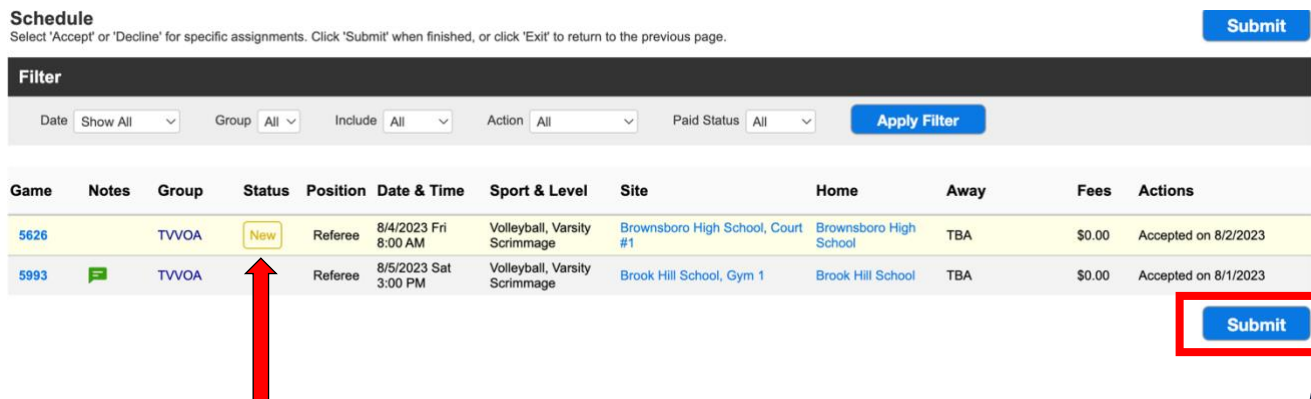 Schedule
Submit
Select 'Accept' or 'Decline' for specific assignments. Click 'Submit' when finished, or click 'Exit' to return to the previous page.
Filter
Date Show All Group All Include All Action All Paid Status All Apply Filter
Game Notes Group Status Position Date & Time Sport & Level Site Home Away Fees Actions
5626 TVVOA New Referee 8/4/2023 Fri Volleyball, Varsity Brownsboro High School, Court Brownsboro High TBA $0.00 Accepted on 8/2/2023
8:00 AM Scrimmage #1 School
5993 TVVOA Referee 8/5/2023 Sat Volleyball, Varsity Brook Hill School, Gym 1 Brook Hill School TBA $0.00 Accepted on 8/1/2023
3:00 PM Scrimmage
Submit